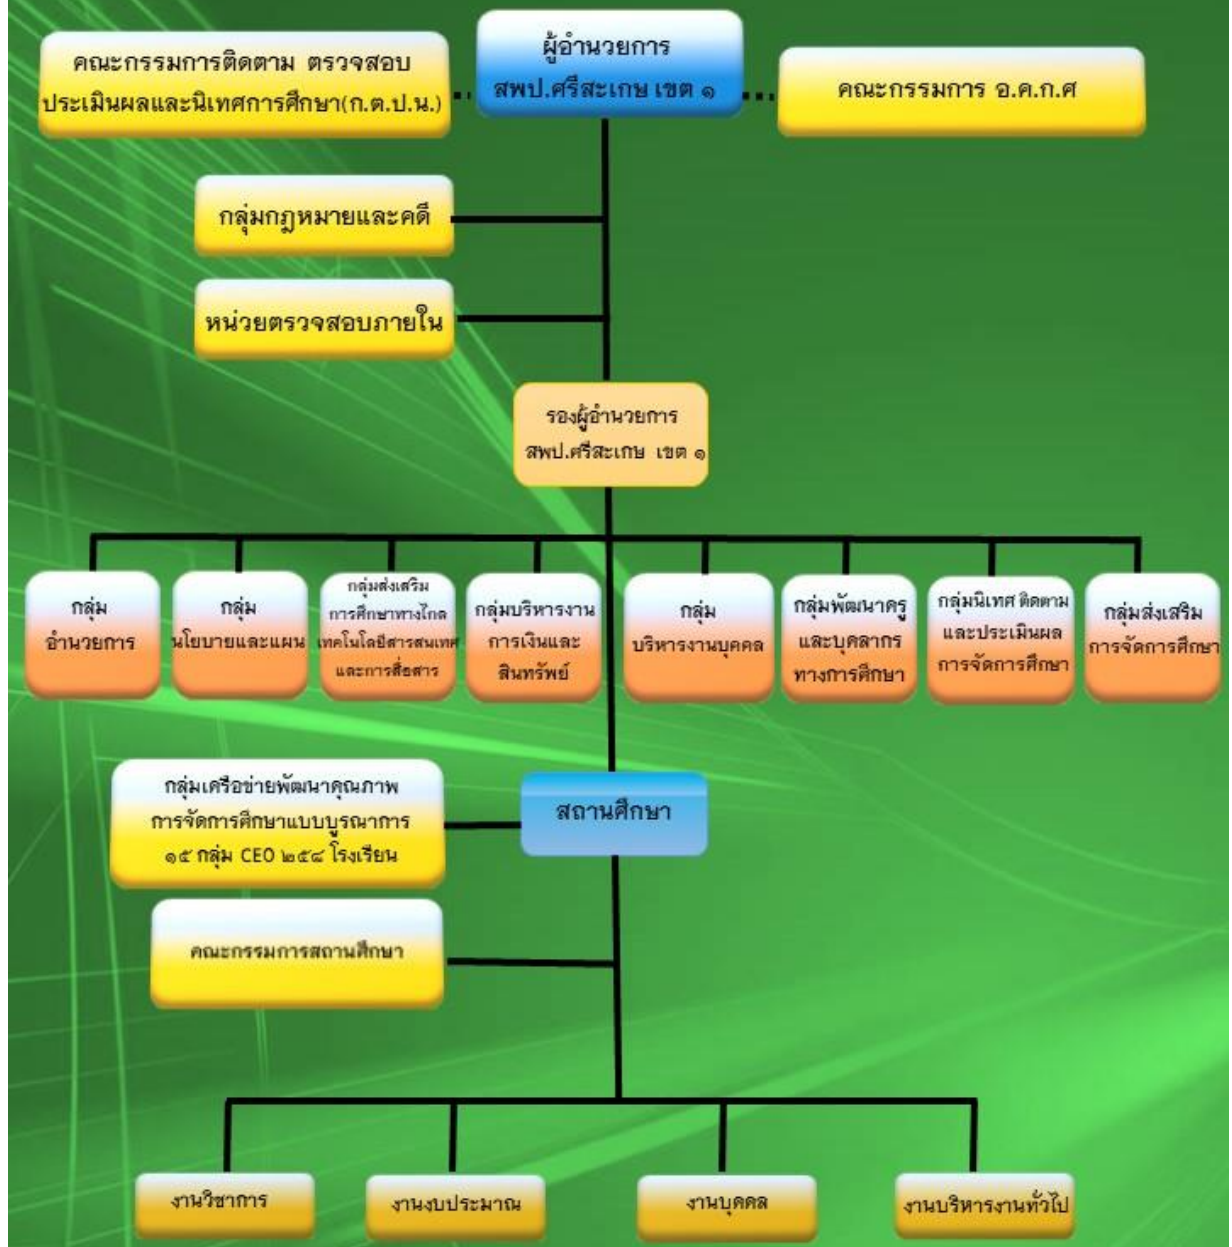 คณะกรรมการติดตาม ตรวจสอบ
ประเมินผลและนิเทศการศึกษา(ก.ต.ป.น.)
ผู้อำนวยการ
สพป.ศรีสะเกษ เขต ๑
คณะกรรมการ อ.ค.ก.ศ
กลุ่มกฎหมายและคดี
หน่วยตรวจสอบภายใน
รองผู้อำนวยการ
สพป.ศรีสะเกษ เขต ๑
กลุ่ม
อำนวยการ
กลุ่ม
นโยบายและแผน
กลุ่มส่งเสริม
การศึกษาทางไกล
เทคโนโลยีสารสนเทศ
และการสื่อสาร
กลุ่มบริหารงาน
การเงินและ
สินทรัพย์
กลุ่ม
บริหารงานบุคคล
กลุ่มพัฒนาครู
และบุคลากร
ทางการศึกษา
กลุ่มนิเทศ ติดตาม
และประเมินผล
การจัดการศึกษา
กลุ่มส่งเสริม
การจัดการศึกษา
กลุ่มเครือข่ายพัฒนาคุณภาพ
การจัดการศึกษาแบบบูรณาการ
๑๕ กลุ่ม CEO ๒๕๘ โรงเรียน
สถานศึกษา
คณะกรรมการสถานศึกษา
งานวิชาการ
งานงบประมาณ
งานบุคคล
งานบริหารงานทั่วไป